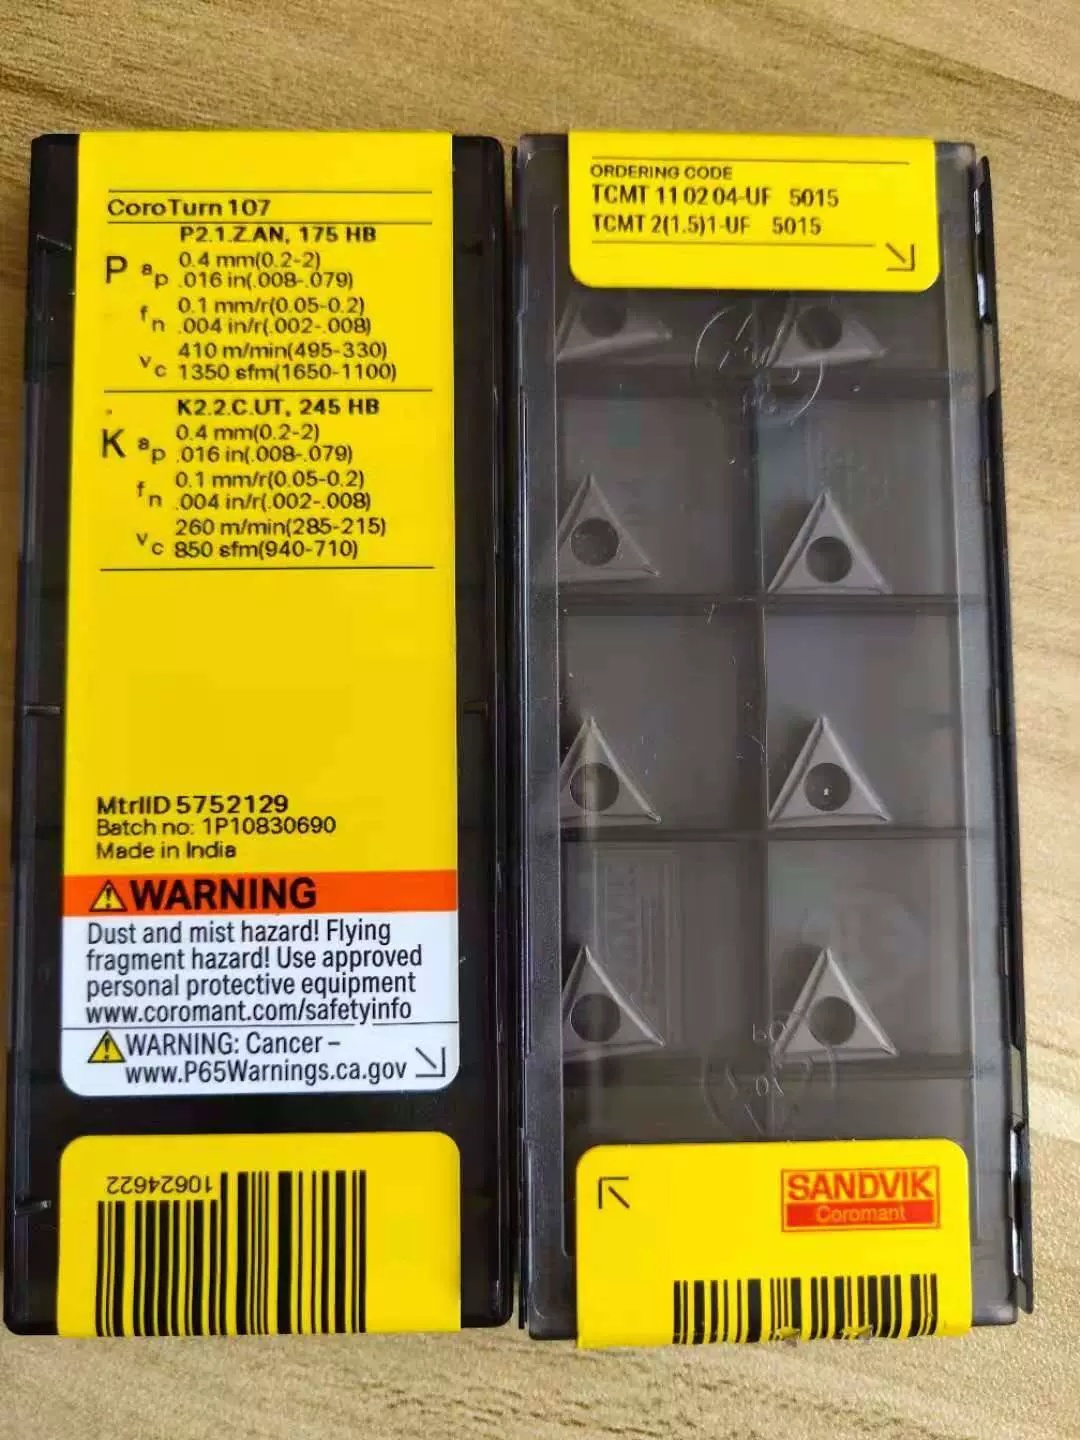 CoroTurn 107
P2.1.Z.AN, 175 HB
P ap 0.4 mm(0.2-2)
.016 in(.008-.079)
fn 0.1 mm/r(0.05-0.2)
.004 in/r(.002-.008)
vc 410 m/min(495-330)
1350 sfm(1650-1100)
K2.2.C.UT, 245 HB
K ap 0.4 mm(0.2-2)
.016 in(.008-.079)
fn 0.1 mm/r(0.05-0.2)
.004 in/r(.002-.008)
vc 260 m/min(285-215)
850 sfm(940-710)
MtrlID 5752129
Batch no: 1P10830690
Made in India
WARNING
Dust and mist hazard! Flying
fragment hazard! Use approved
personal protective equipment
www.coromant.com/safetyinfo
WARNING: Cancer –
www.P65Warnings.ca.gov
10624622
ORDERING CODE
TCMT 11 02 04-UF 5015
TCMT 2(1.5)1-UF 5015
SANDVIK
Coromant